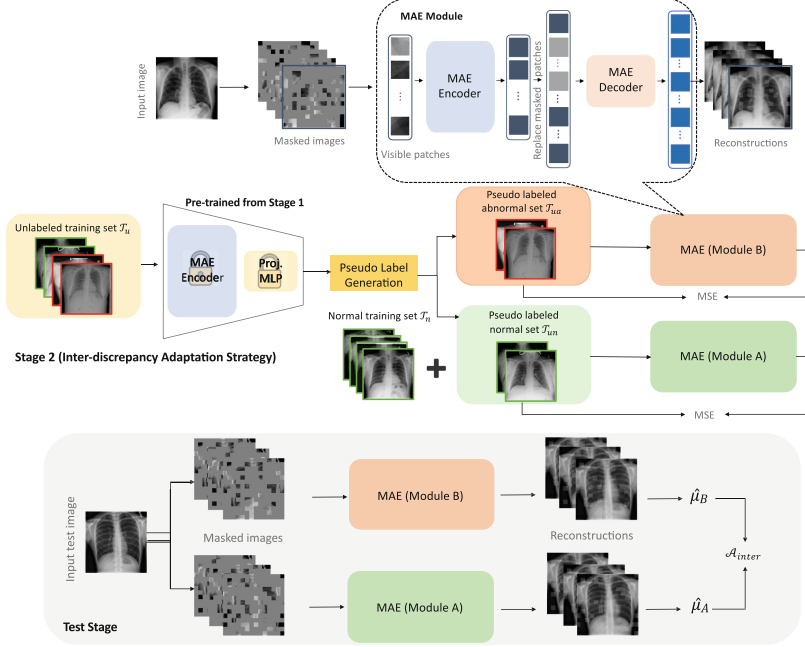 MAE Module
Input image
Masked images
Visible patches
MAE
Encoder
...
Replace masked patches
...
MAE
Decoder
...
Reconstructions
Pre-trained from Stage 1
Unlabeled training set 𝒯u
MAE
Encoder
Proj.
MLP
Pseudo Label
Generation
Pseudo labeled
abnormal set 𝒯ua
MAE (Module B)
MSE
Normal training set 𝒯n
Pseudo labeled
normal set 𝒯un
MAE (Module A)
MSE
Stage 2 (Inter-discrepancy Adaptation Strategy)
+
Input test image
Masked images
MAE (Module B)
Reconstructions
μ̂B
𝒜inter
MAE (Module A)
μ̂A
Test Stage